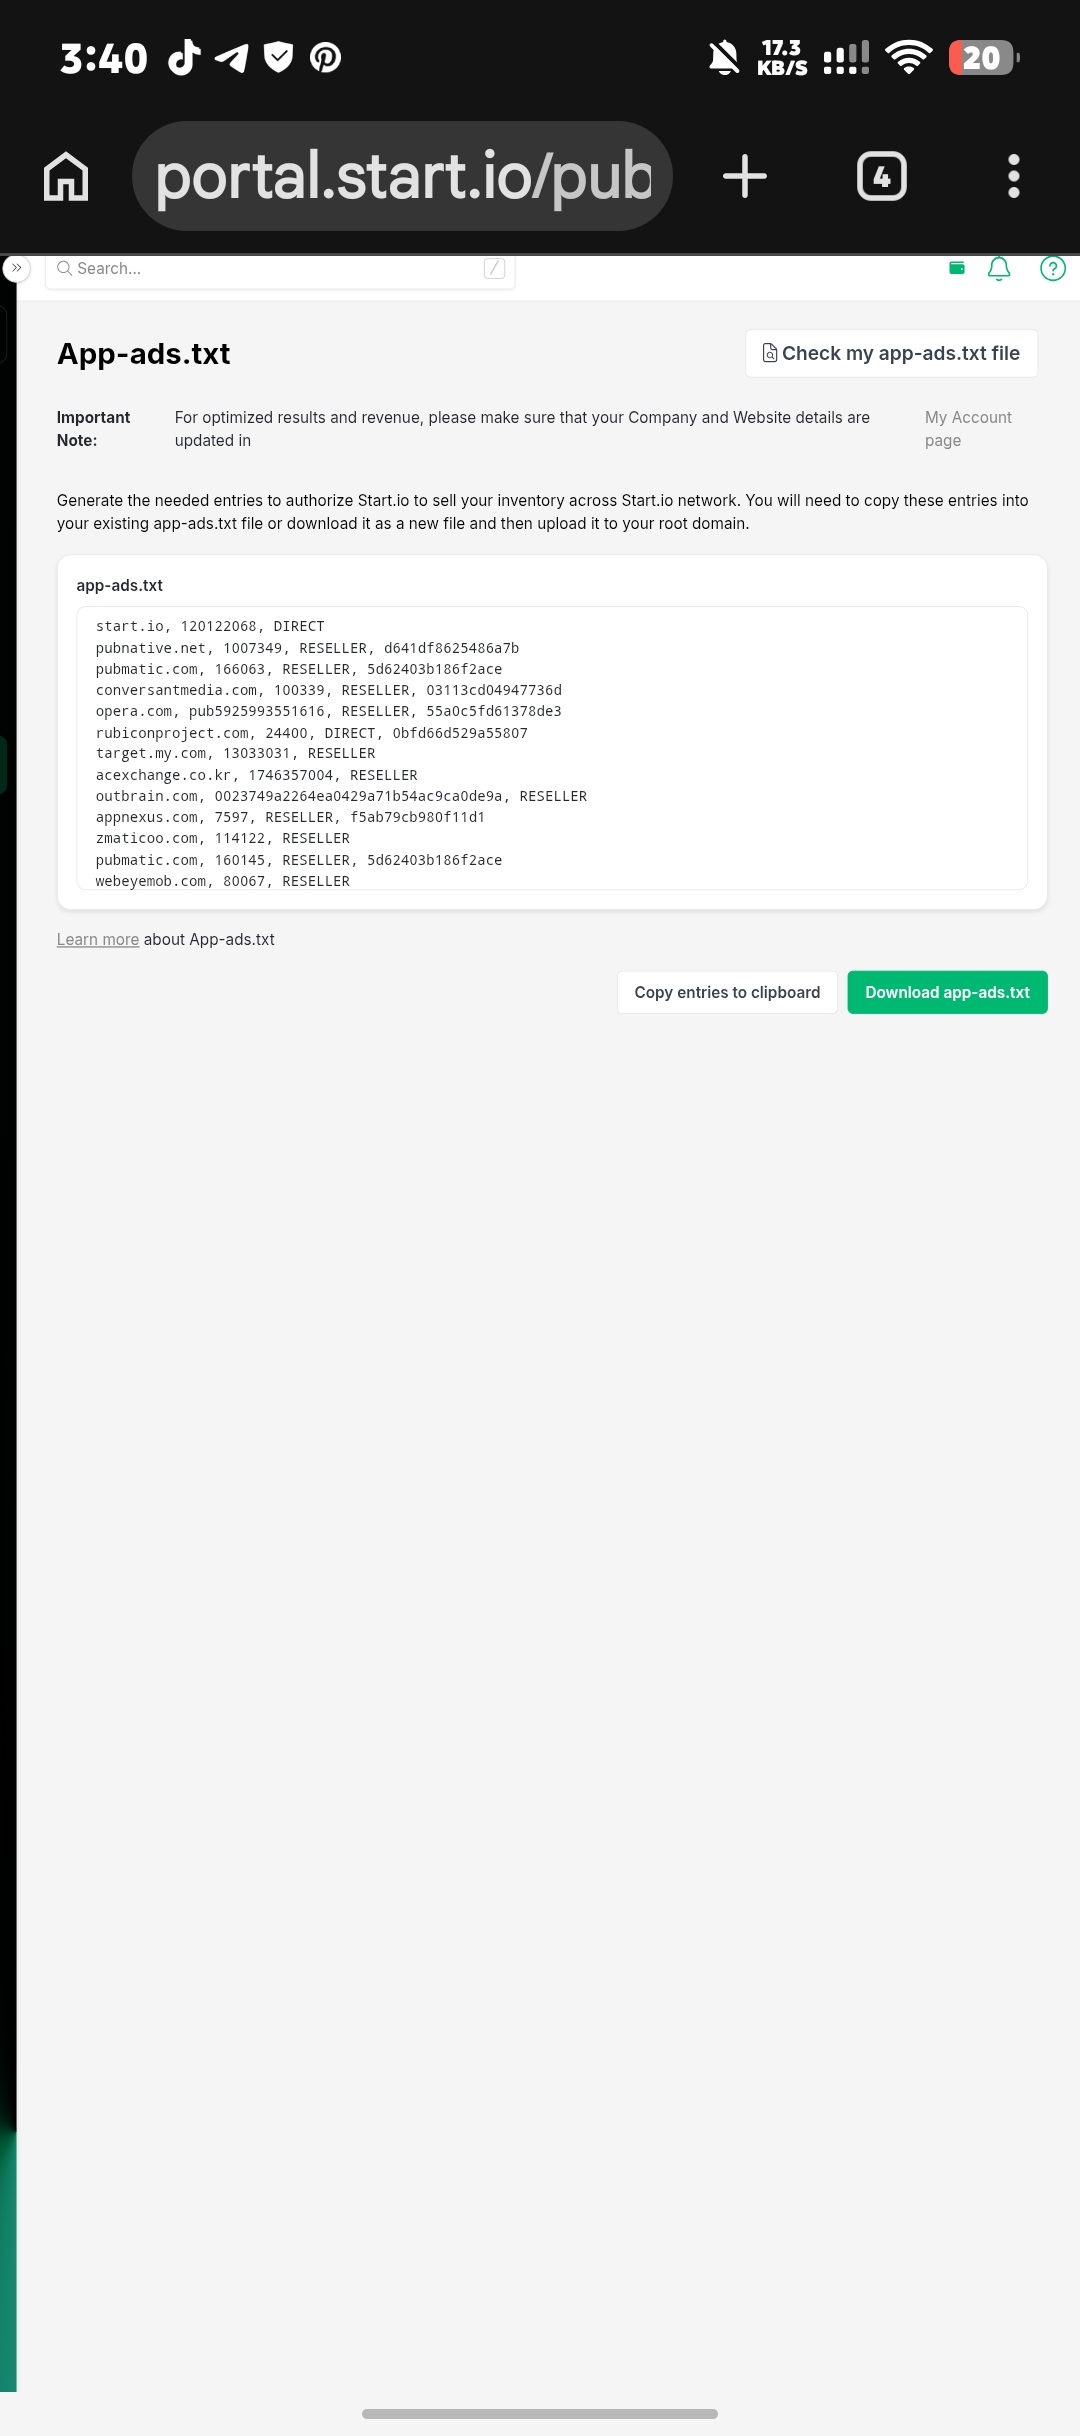 3:40
17.3
KB/S
20
portal.start.io/pub
4
Search...
/
App-ads.txt
Check my app-ads.txt file
Important Note:
For optimized results and revenue, please make sure that your Company and Website details are updated in
My Account page
Generate the needed entries to authorize Start.io to sell your inventory across Start.io network. You will need to copy these entries into
your existing app-ads.txt file or download it as a new file and then upload it to your root domain.
app-ads.txt
start.io, 120122068, DIRECT
pubnative.net, 1007349, RESELLER, d641df8625486a7b
pubmatic.com, 166063, RESELLER, 5d62403b186f2ace
conversantmedia.com, 100339, RESELLER, 03113cd04947736d
opera.com, pub5925993551616, RESELLER, 55a0c5fd61378de3
rubiconproject.com, 24400, DIRECT, 0bfd66d529a55807
target.my.com, 13033031, RESELLER
acexchange.co.kr, 1746357004, RESELLER
outbrain.com, 0023749a2264ea0429a71b54ac9ca0de9a, RESELLER
appnexus.com, 7597, RESELLER, f5ab79cb980f11d1
zmaticoo.com, 114122, RESELLER
pubmatic.com, 160145, RESELLER, 5d62403b186f2ace
webeyemob.com, 80067, RESELLER
Learn more about App-ads.txt
Copy entries to clipboard
Download app-ads.txt